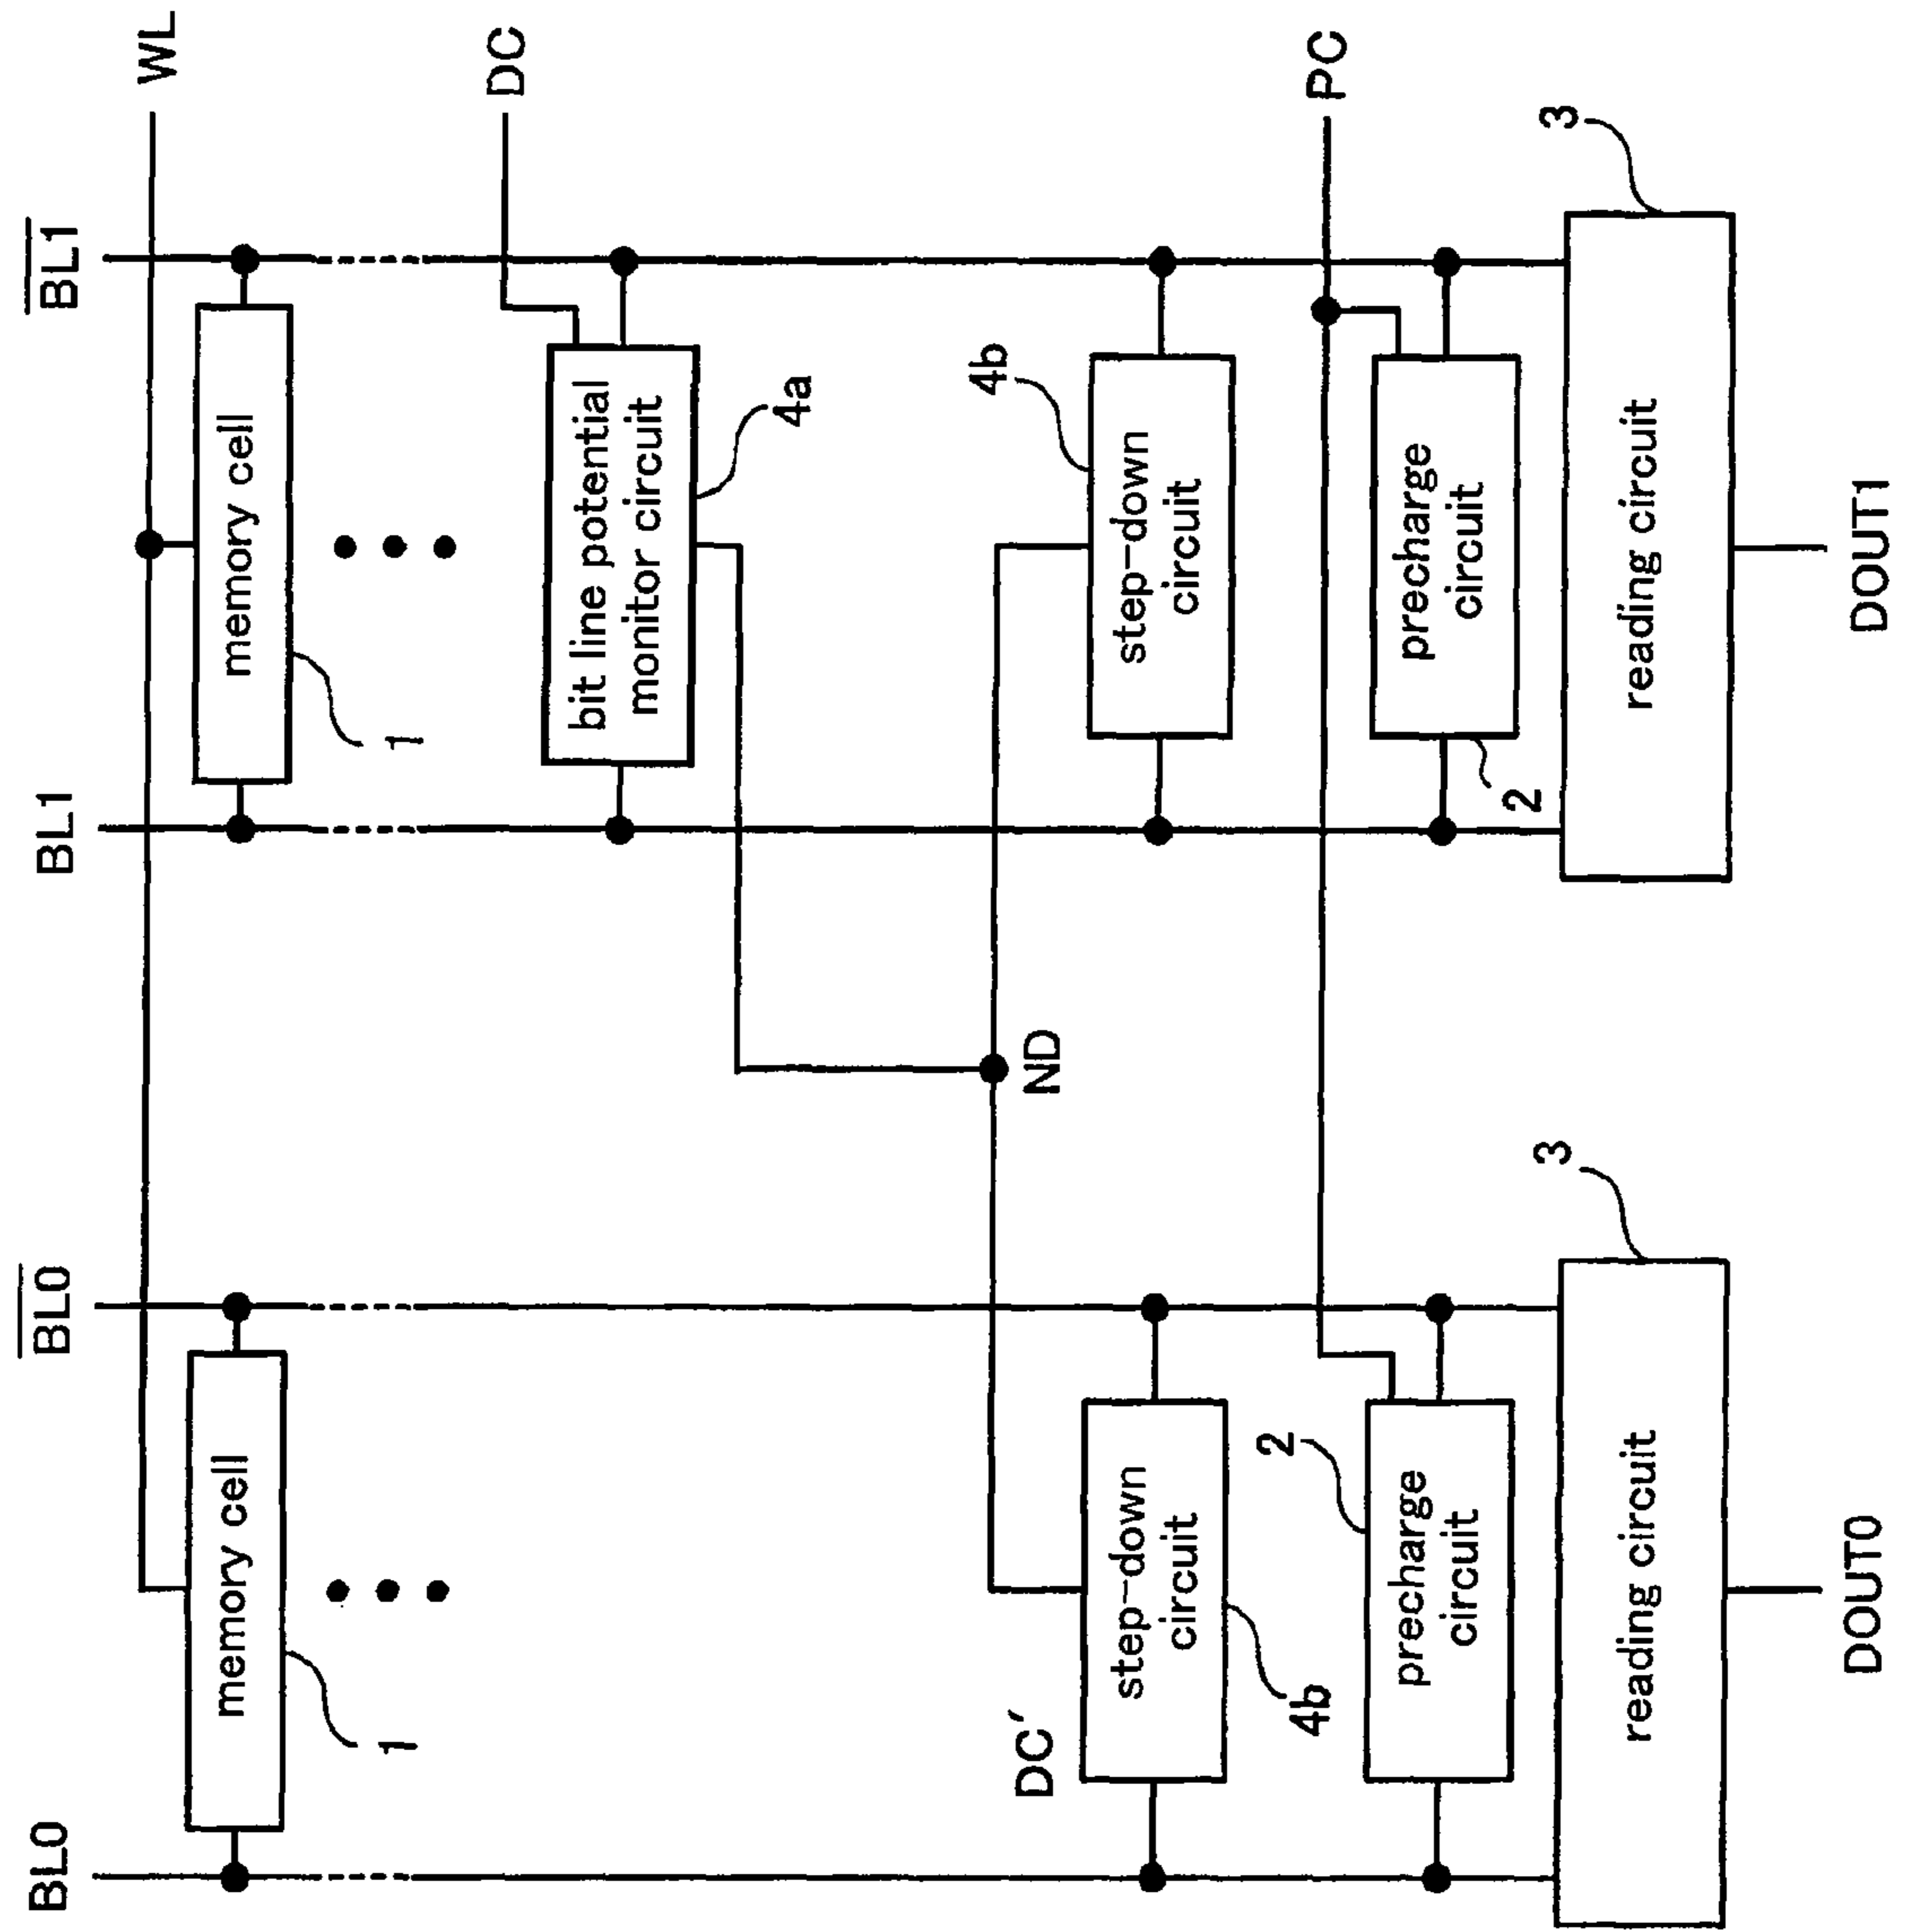 BL0
B̅L̅0̅
BL1
B̅L̅1̅
WL
memory cell
1
memory cell
1
DC
bit line potential
monitor circuit
4a
ND
DC′
step-down
circuit
4b
step-down
circuit
4b
PC
precharge
circuit
2
precharge
circuit
2
reading circuit
3
reading circuit
3
DOUT0
DOUT1